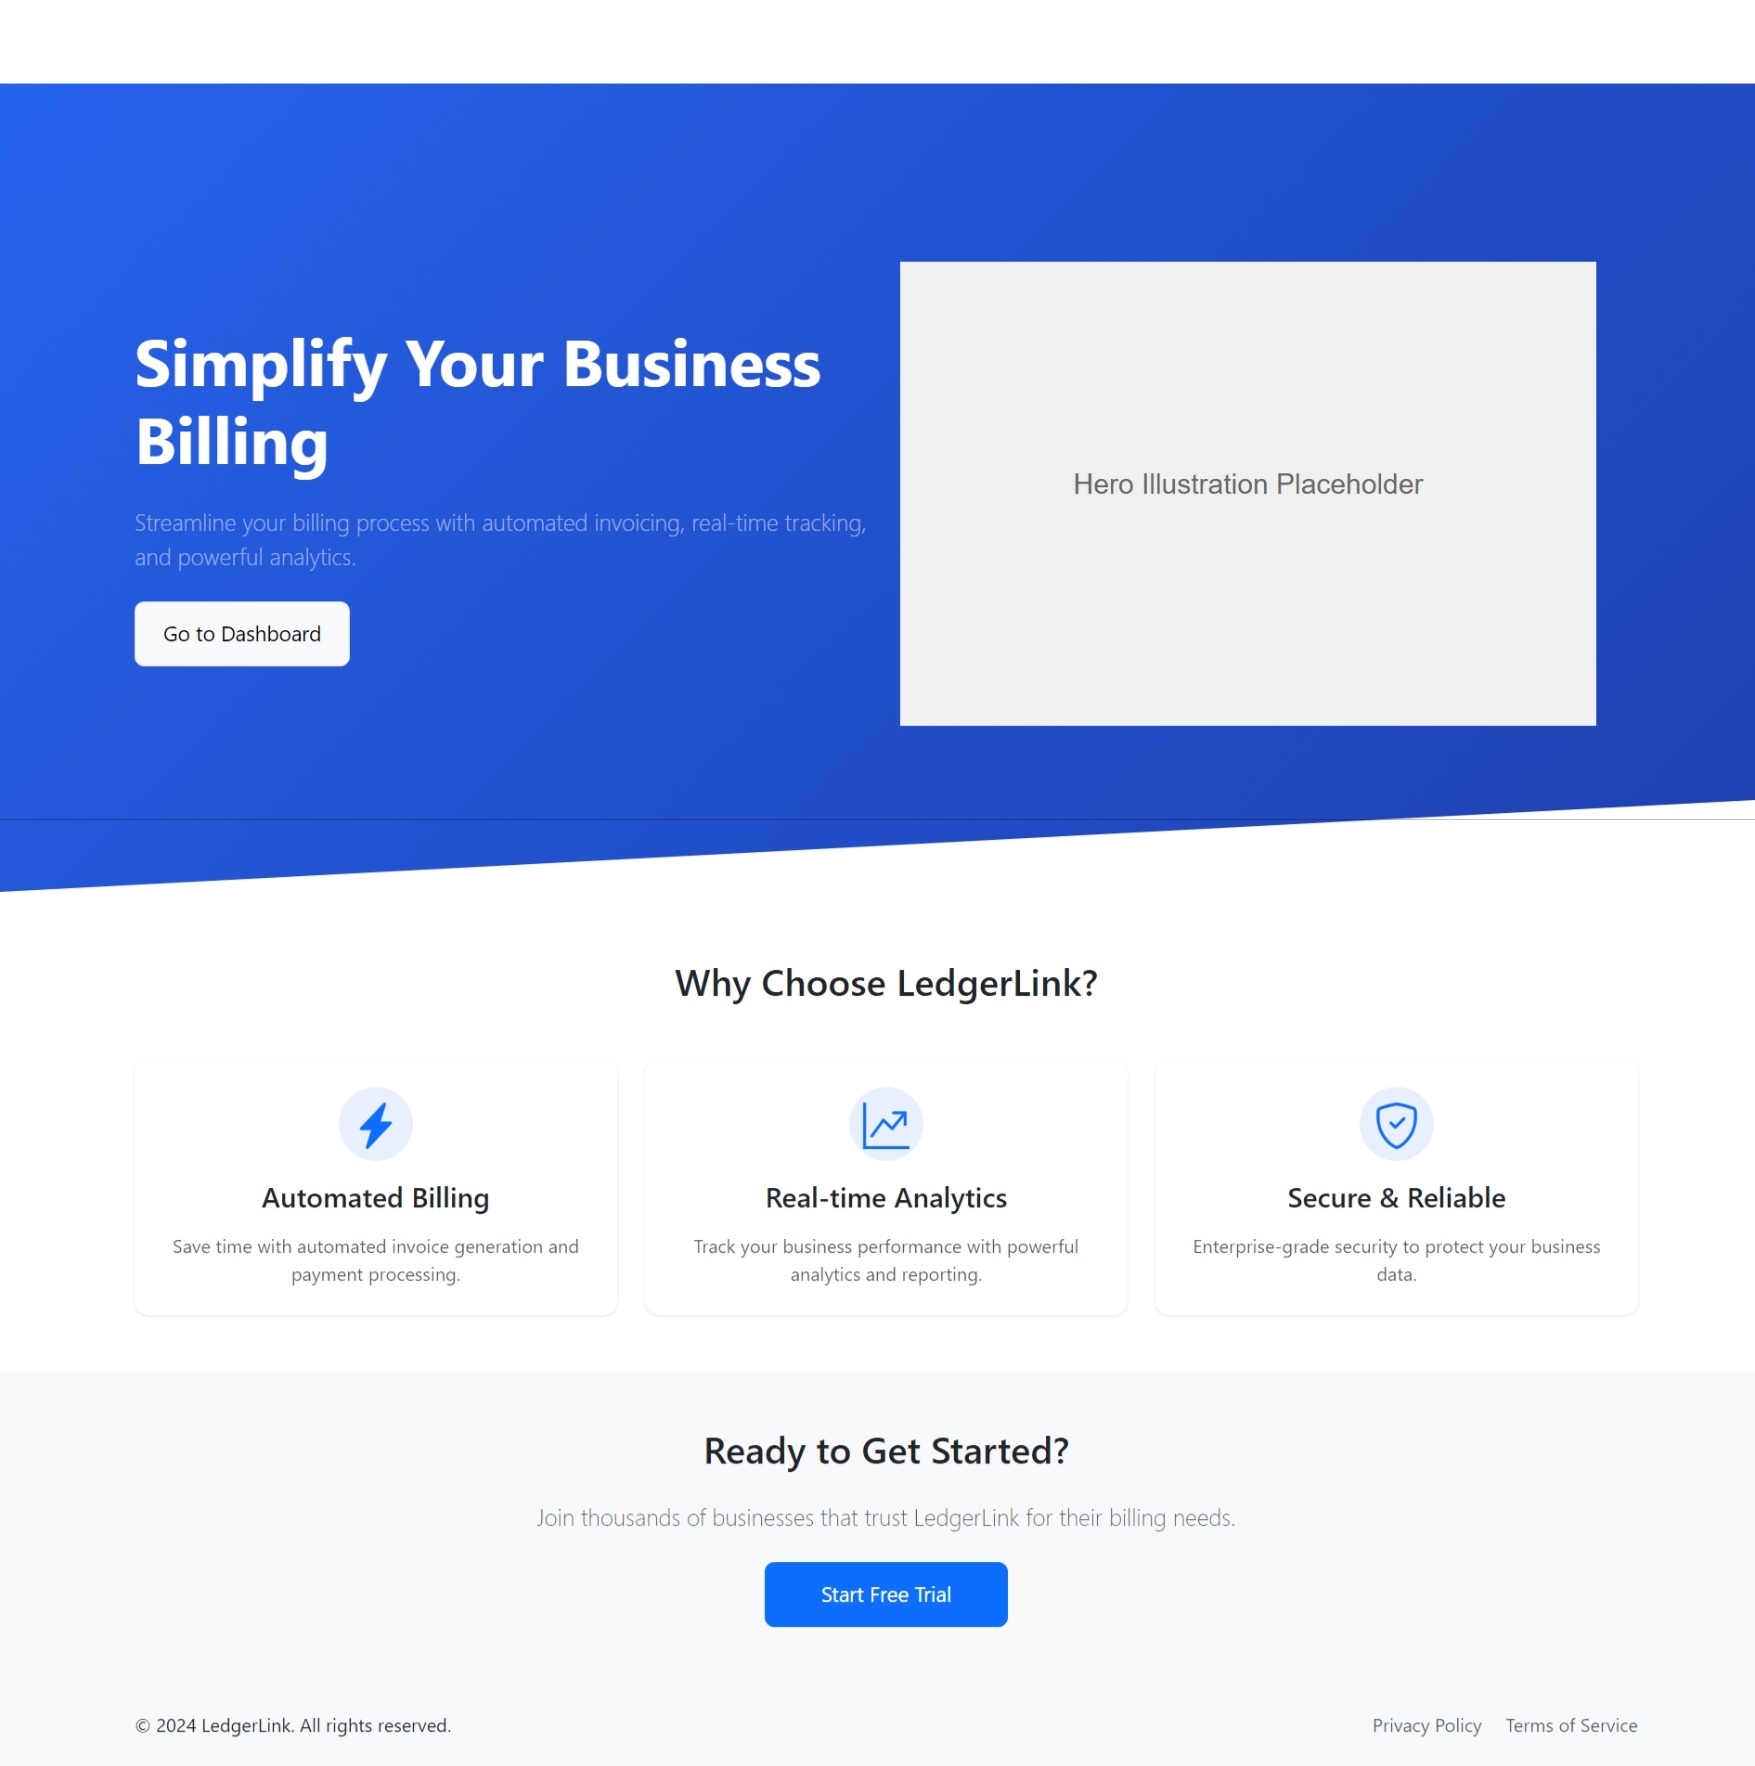 Simplify Your Business
Billing
Streamline your billing process with automated invoicing, real-time tracking,
and powerful analytics.
Go to Dashboard
Hero Illustration Placeholder
Why Choose LedgerLink?
Automated Billing
Save time with automated invoice generation and
payment processing.
Real-time Analytics
Track your business performance with powerful
analytics and reporting.
Secure & Reliable
Enterprise-grade security to protect your business
data.
Ready to Get Started?
Join thousands of businesses that trust LedgerLink for their billing needs.
Start Free Trial
© 2024 LedgerLink. All rights reserved.
Privacy Policy
Terms of Service